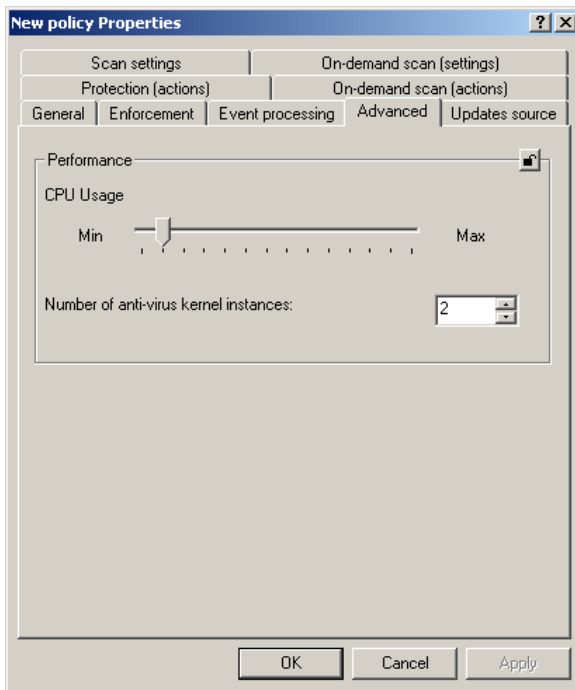 New policy Properties
Scan settings On-demand scan (settings)
Protection (actions) On-demand scan (actions)
General Enforcement Event processing Advanced Updates source
Performance
CPU Usage
Min Max
Number of anti-virus kernel instances: 2
OK Cancel Apply